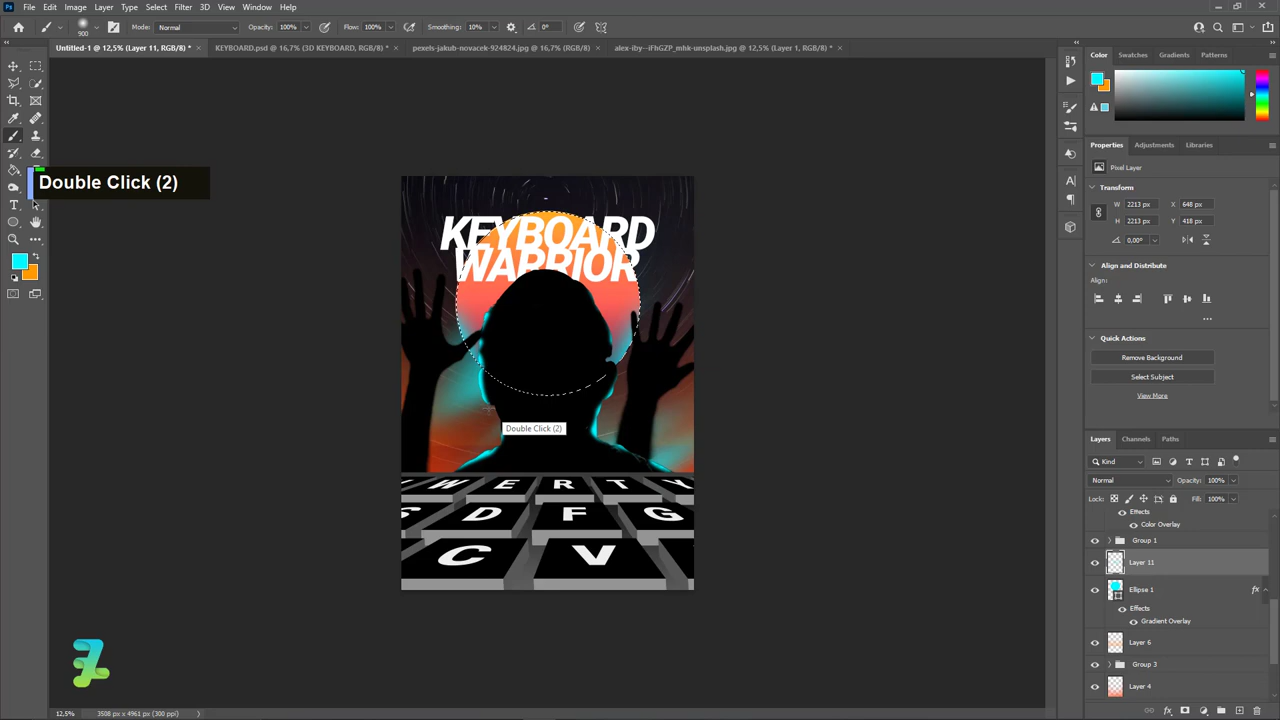 File Edit Image Layer Type Select Filter 3D View Window Help
Mode: Normal Opacity: 100% Flow: 100% Smoothing: 10% 0°
Untitled-1 @ 12,5% (Layer 11, RGB/8) * × KEYBOARD.psd @ 16,7% (3D KEYBOARD, RGB/8) * × pexels-jakub-novacek-924824.jpg @ 16,7% (RGB/8) × alex-iby--iFhGZP_mhk-unsplash.jpg @ 12,5% (Layer 1, RGB/8) * ×
900
Color Swatches Gradients Patterns
Properties Adjustments Libraries
Pixel Layer
Transform
W 2213 px X 648 px
H 2213 px Y 418 px
0,00°
Align and Distribute
Align:
Quick Actions
Remove Background
Select Subject
View More
Layers Channels Paths
Kind
Normal Opacity: 100%
Lock: Fill: 100%
Effects
Color Overlay
Group 1
Layer 11
Ellipse 1 fx
Effects
Gradient Overlay
Layer 6
Group 3
Layer 4
Double Click (2)
KEYBOARD
WARRIOR
Double Click (2)
W E R T Y
S D F G
C V
12,5% 3508 px x 4961 px (300 ppi)